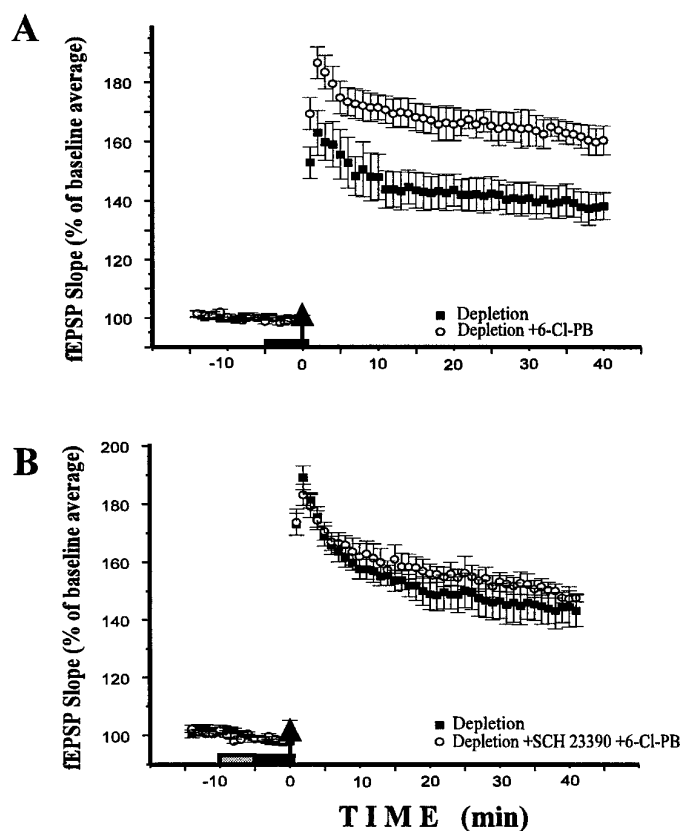 A
fEPSP Slope (% of baseline average)
180
160
140
120
100
■ Depletion
○ Depletion +6-Cl-PB
-10 0 10 20 30 40
B
fEPSP Slope (% of baseline average)
200
180
160
140
120
100
■ Depletion
○ Depletion +SCH 23390 +6-Cl-PB
-10 0 10 20 30 40
TIME (min)